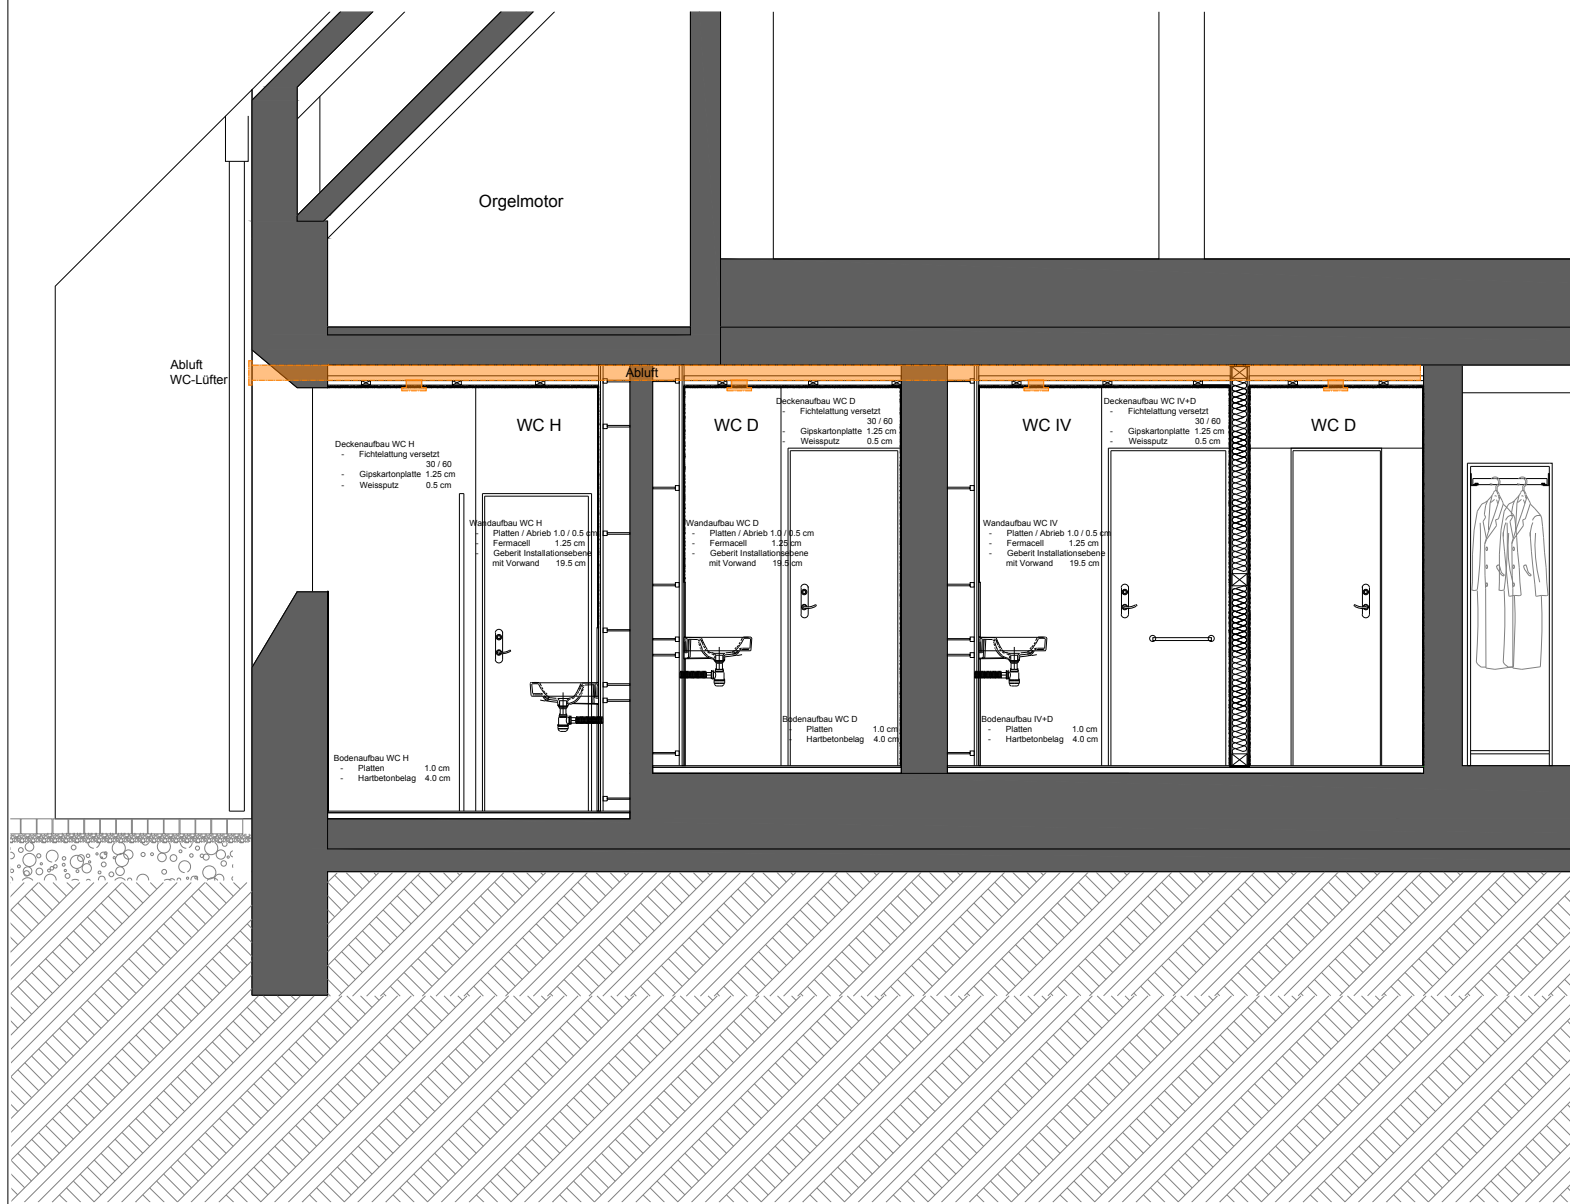 Orgelmotor
Abluft
WC-Lüfter
Abluft
WC H
WC D
WC IV
WC D
Deckenaufbau WC H
- Fichtelattung versetzt
30 / 60
- Gipskartonplatte 1.25 cm
- Weissputz 0.5 cm
Deckenaufbau WC D
- Fichtelattung versetzt
30 / 60
- Gipskartonplatte 1.25 cm
- Weissputz 0.5 cm
Deckenaufbau WC IV+D
- Fichtelattung versetzt
30 / 60
- Gipskartonplatte 1.25 cm
- Weissputz 0.5 cm
Wandaufbau WC H
- Platten / Abrieb 1.0 / 0.5 cm
- Fermacell 1.25 cm
- Geberit Installationsebene
mit Vorwand 19.5 cm
Wandaufbau WC D
- Platten / Abrieb 1.0 / 0.5 cm
- Fermacell 1.25 cm
- Geberit Installationsebene
mit Vorwand 19.5 cm
Wandaufbau WC IV
- Platten / Abrieb 1.0 / 0.5 cm
- Fermacell 1.25 cm
- Geberit Installationsebene
mit Vorwand 19.5 cm
Bodenaufbau WC H
- Platten 1.0 cm
- Hartbetonbelag 4.0 cm
Bodenaufbau WC D
- Platten 1.0 cm
- Hartbetonbelag 4.0 cm
Bodenaufbau IV+D
- Platten 1.0 cm
- Hartbetonbelag 4.0 cm